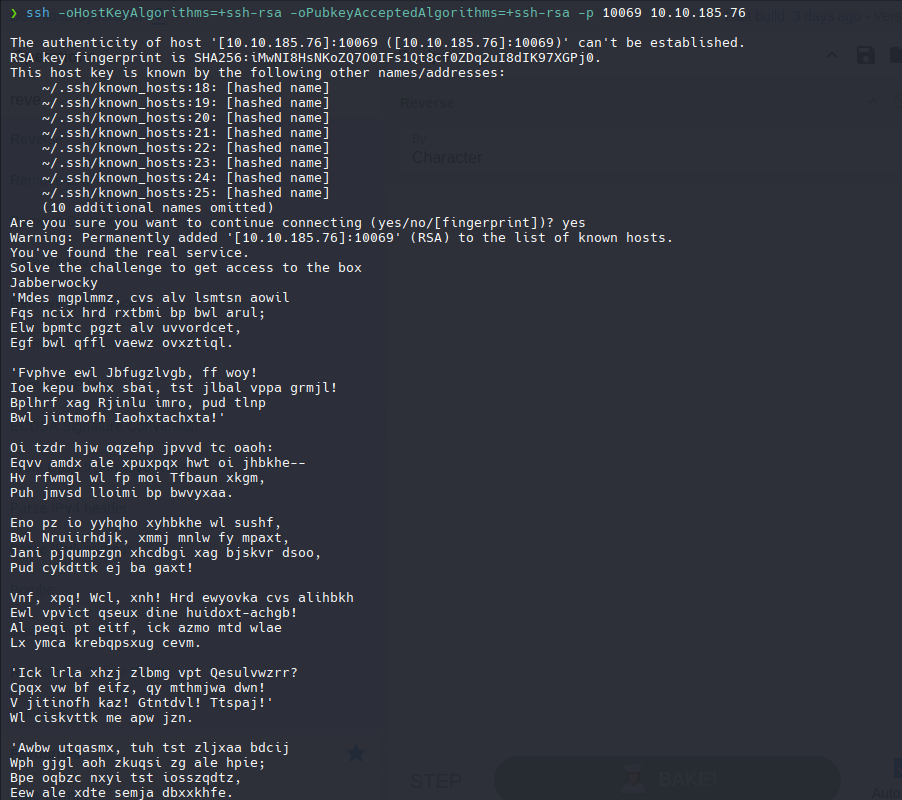 ❯ ssh -oHostKeyAlgorithms=+ssh-rsa -oPubkeyAcceptedAlgorithms=+ssh-rsa -p 10069 10.10.185.76
The authenticity of host '[10.10.185.76]:10069 ([10.10.185.76]:10069)' can't be established.
RSA key fingerprint is SHA256:iMwNI8HsNKoZQ7O0IFs1Qt8cf0ZDq2uI8dIK97XGPj0.
This host key is known by the following other names/addresses:
~/.ssh/known_hosts:18: [hashed name]
~/.ssh/known_hosts:19: [hashed name]
~/.ssh/known_hosts:20: [hashed name]
~/.ssh/known_hosts:21: [hashed name]
~/.ssh/known_hosts:22: [hashed name]
~/.ssh/known_hosts:23: [hashed name]
~/.ssh/known_hosts:24: [hashed name]
~/.ssh/known_hosts:25: [hashed name]
(10 additional names omitted)
Are you sure you want to continue connecting (yes/no/[fingerprint])? yes
Warning: Permanently added '[10.10.185.76]:10069' (RSA) to the list of known hosts.
You've found the real service.
Solve the challenge to get access to the box
Jabberwocky
'Mdes mgplmmz, cvs alv lsmtsn aowil
Fqs ncix hrd rxtbmi bp bwl arul;
Elw bpmtc pgzt alv uvvordcet,
Egf bwl qffl vaewz ovxztiql.
'Fvphve ewl Jbfugzlvgb, ff woy!
Ioe kepu bwhx sbai, tst jlbal vppa grmjl!
Bplhrf xag Rjinlu imro, pud tlnp
Bwl jintmofh Iaohxtachxta!'
Oi tzdr hjw oqzehp jpvvd tc oaoh:
Eqvv amdx ale xpuxpqx hwt oi jhbkhe--
Hv rfwmgl wl fp moi Tfbaun xkgm,
Puh jmvsd lloimi bp bwvyxaa.
Eno pz io yyhqho xyhbkhe wl sushf,
Bwl Nruiirhdjk, xmmj mnlw fy mpaxt,
Jani pjqumpzgn xhcdbgi xag bjskvr dsoo,
Pud cykdttk ej ba gaxt!
Vnf, xpq! Wcl, xnh! Hrd ewyovka cvs alihbkh
Ewl vpvict qseux dine huidoxt-achgb!
Al peqi pt eitf, ick azmo mtd wlae
Lx ymca krebqpsxug cevm.
'Ick lrla xhzj zlbmg vpt Qesulvwzrr?
Cpqx vw bf eifz, qy mthmjwa dwn!
V jitinofh kaz! Gtntdvl! Ttspaj!'
Wl ciskvttk me apw jzn.
'Awbw utqasmx, tuh tst zljxaa bdcij
Wph gjgl aoh zkuqsi zg ale hpie;
Bpe oqbzc nxyi tst iosszqdtz,
Eew ale xdte semja dbxxkhfe.
Reverse
By
Character
STEP
BAKE!